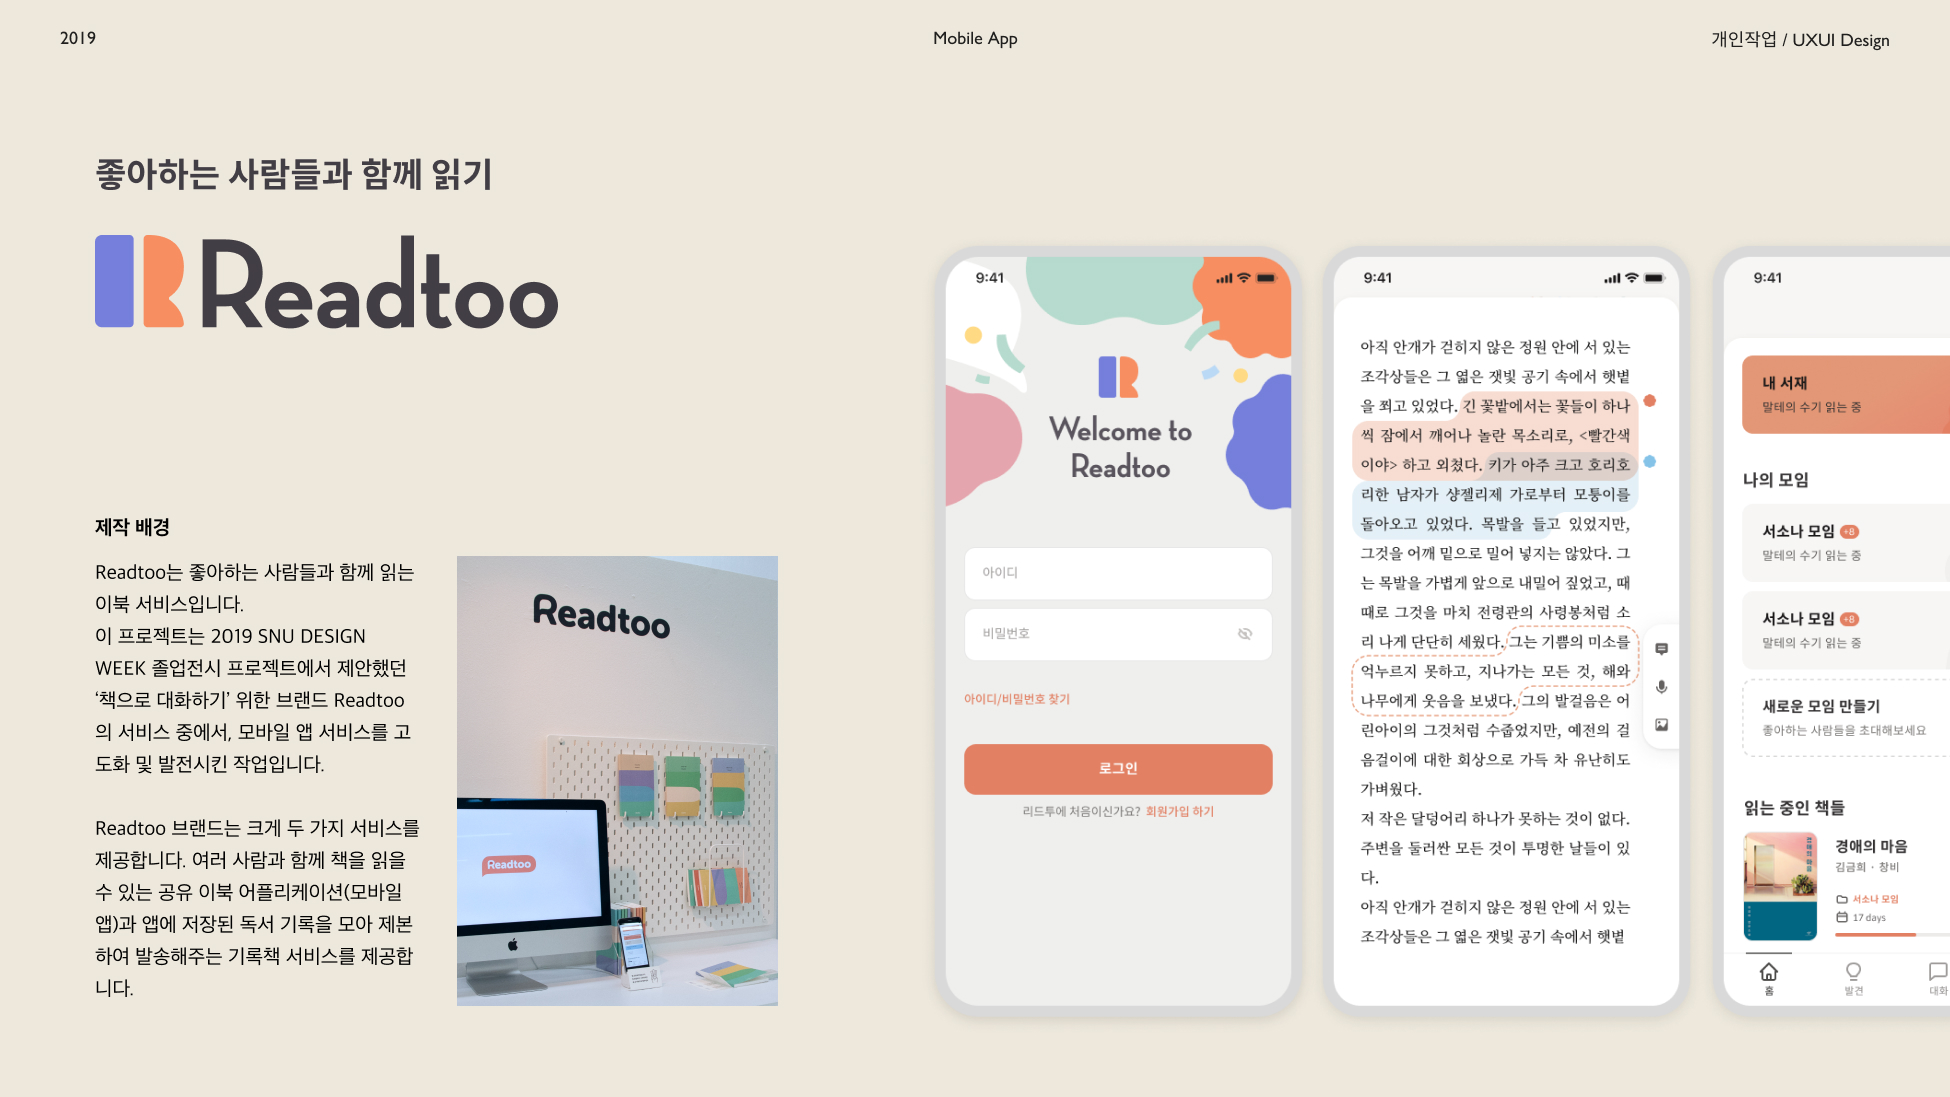 2019
Mobile App
개인작업 / UXUI Design
좋아하는 사람들과 함께 읽기
Readtoo
제작 배경
Readtoo는 좋아하는 사람들과 함께 읽는
이북 서비스입니다.
이 프로젝트는 2019 SNU DESIGN
WEEK 졸업전시 프로젝트에서 제안했던
‘책으로 대화하기’ 위한 브랜드 Readtoo
의 서비스 중에서, 모바일 앱 서비스를 고
도화 및 발전시킨 작업입니다.
Readtoo 브랜드는 크게 두 가지 서비스를
제공합니다. 여러 사람과 함께 책을 읽을
수 있는 공유 이북 어플리케이션(모바일
앱)과 앱에 저장된 독서 기록을 모아 제본
하여 발송해주는 기록책 서비스를 제공합
니다.
Readtoo
Readtoo
9:41
Welcome to
Readtoo
아이디
비밀번호
아이디/비밀번호 찾기
로그인
리드투에 처음이신가요? 회원가입 하기
9:41
아직 안개가 걷히지 않은 정원 안에 서 있는
조각상들은 그 엷은 잿빛 공기 속에서 햇볕
을 쬐고 있었다. 긴 꽃밭에서는 꽃들이 하나
씩 잠에서 깨어나 놀란 목소리로, <빨간색
이야> 하고 외쳤다. 키가 아주 크고 호리호
리한 남자가 샹젤리제 가로부터 모퉁이를
돌아오고 있었다. 목발을 들고 있었지만,
그것을 어깨 밑으로 밀어 넣지는 않았다. 그
는 목발을 가볍게 앞으로 내밀어 짚었고, 때
때로 그것을 마치 전령관의 사령봉처럼 소
리 나게 단단히 세웠다. 그는 기쁨의 미소를
억누르지 못하고, 지나가는 모든 것, 해와
나무에게 웃음을 보냈다. 그의 발걸음은 어
린아이의 그것처럼 수줍었지만, 예전의 걸
음걸이에 대한 회상으로 가득 차 유난히도
가벼웠다.
저 작은 달덩어리 하나가 못하는 것이 없다.
주변을 둘러싼 모든 것이 투명한 날들이 있
다.
아직 안개가 걷히지 않은 정원 안에 서 있는
조각상들은 그 엷은 잿빛 공기 속에서 햇볕
9:41
내 서재
말테의 수기 읽는 중
나의 모임
서소나 모임 +8
말테의 수기 읽는 중
서소나 모임 +8
말테의 수기 읽는 중
새로운 모임 만들기
좋아하는 사람들을 초대해보세요
읽는 중인 책들
경애의 마음
김금희 · 창비
서소나 모임
17 days
홈
발견
대화